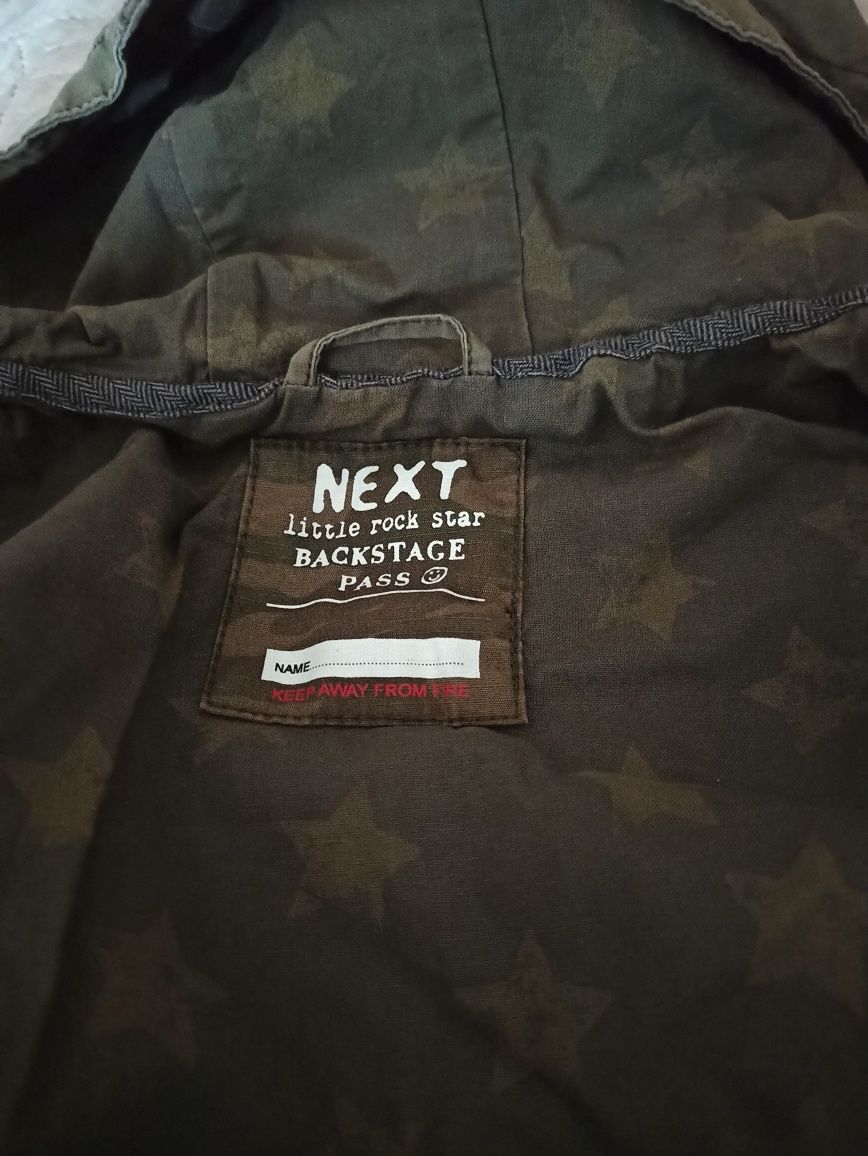 NEXT
little rock star
BACKSTAGE
PASS
NAME................................................
KEEP AWAY FROM FIRE